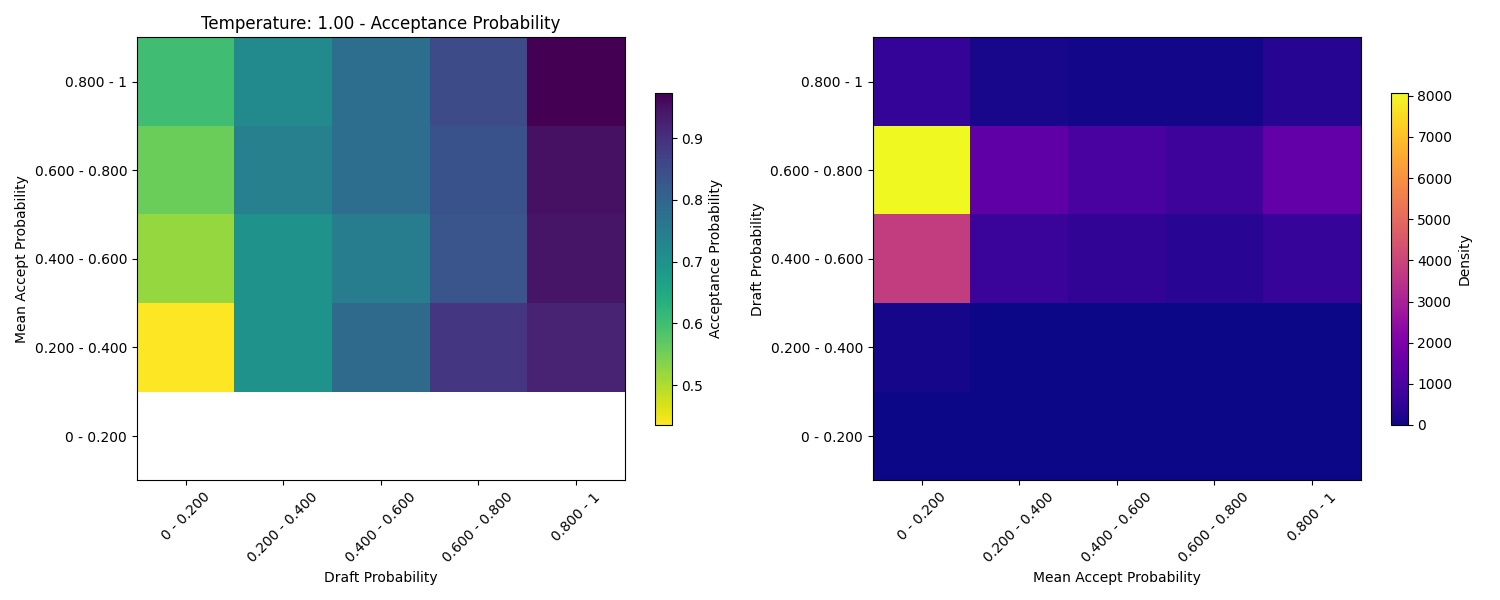 Temperature: 1.00 - Acceptance Probability
Mean Accept Probability
0.800 - 1
0.600 - 0.800
0.400 - 0.600
0.200 - 0.400
0 - 0.200
0 - 0.200
0.200 - 0.400
0.400 - 0.600
0.600 - 0.800
0.800 - 1
Draft Probability
0.9
0.8
0.7
0.6
0.5
Acceptance Probability
Draft Probability
0.800 - 1
0.600 - 0.800
0.400 - 0.600
0.200 - 0.400
0 - 0.200
0 - 0.200
0.200 - 0.400
0.400 - 0.600
0.600 - 0.800
0.800 - 1
Mean Accept Probability
8000
7000
6000
5000
4000
3000
2000
1000
0
Density